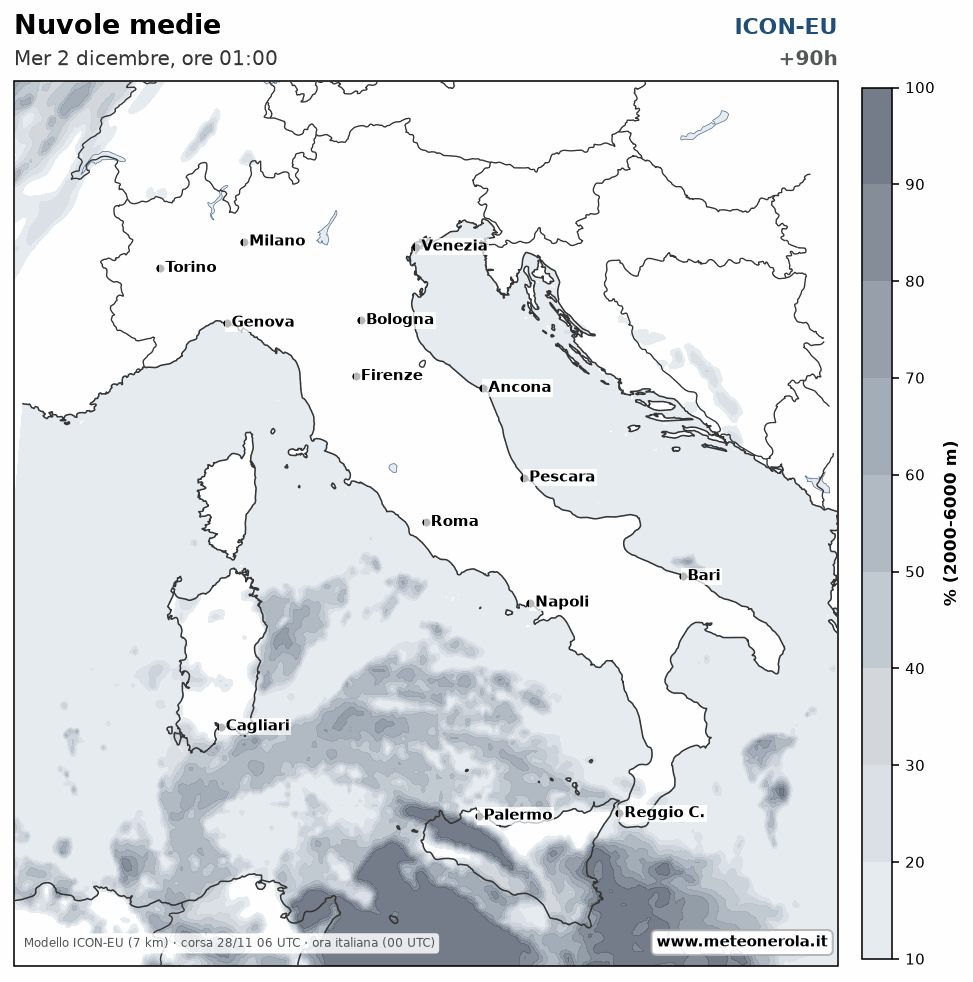 Nuvole medie
ICON-EU
Mer 2 dicembre, ore 01:00
+90h
100
90
80
70
60
50
40
30
20
10
% (2000-6000 m)
Milano
Venezia
Torino
Genova
Bologna
Firenze
Ancona
Pescara
Roma
Bari
Napoli
Cagliari
Palermo
Reggio C.
Modello ICON-EU (7 km) · corsa 28/11 06 UTC · ora italiana (00 UTC)
www.meteonerola.it